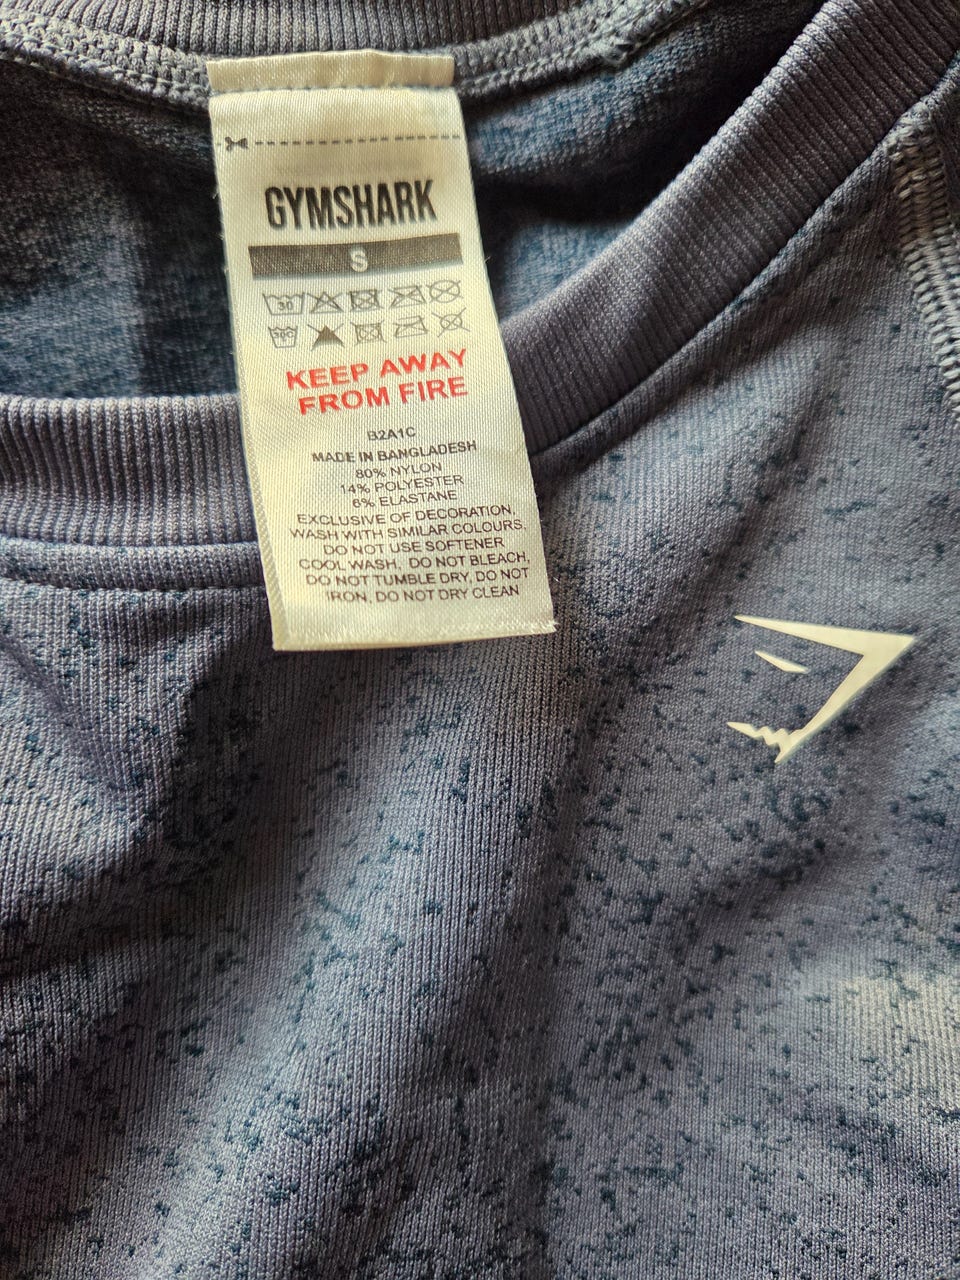 GYMSHARK
S
30
30
KEEP AWAY
FROM FIRE
B2A1C
MADE IN BANGLADESH
80% NYLON
14% POLYESTER
6% ELASTANE
EXCLUSIVE OF DECORATION,
WASH WITH SIMILAR COLOURS,
DO NOT USE SOFTENER
COOL WASH, DO NOT BLEACH,
DO NOT TUMBLE DRY, DO NOT
IRON, DO NOT DRY CLEAN